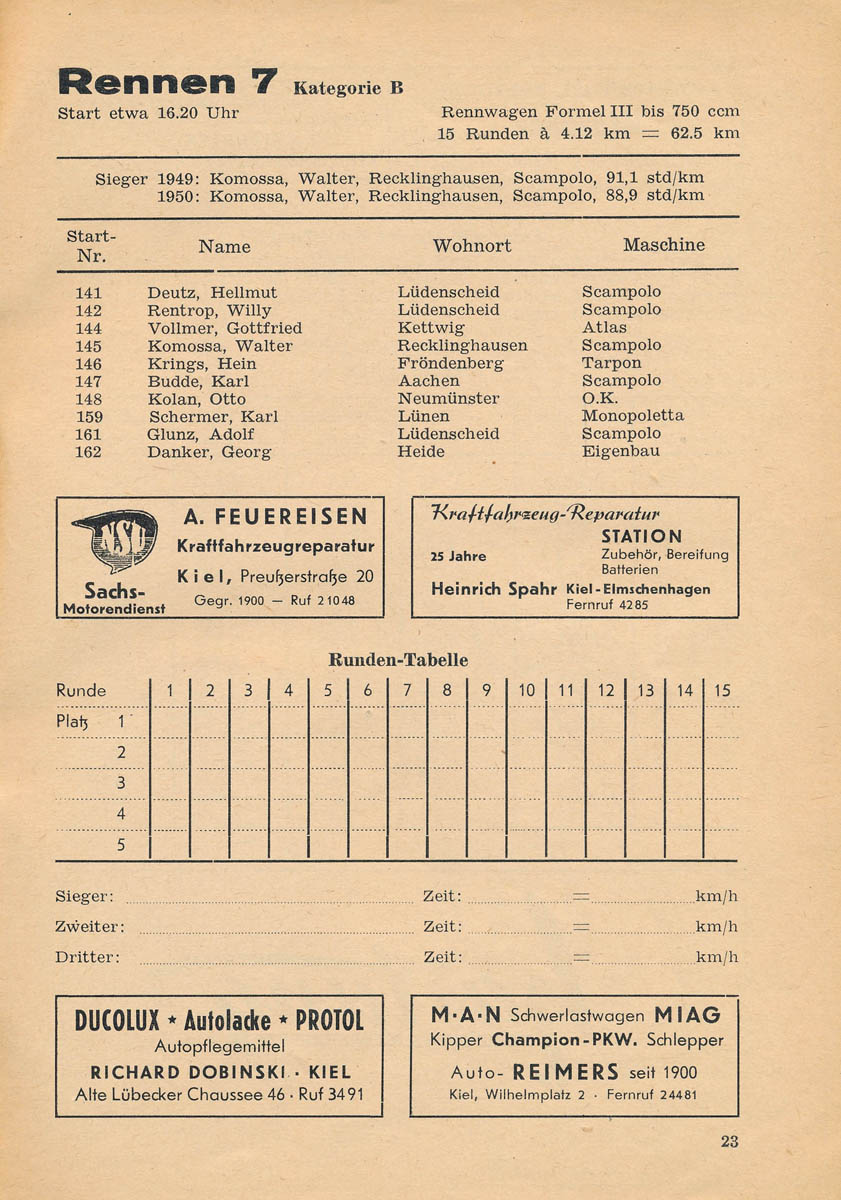 Rennen 7 Kategorie B
Start etwa 16.20 Uhr Rennwagen Formel III bis 750 ccm
15 Runden à 4.12 km = 62.5 km
Sieger 1949: Komossa, Walter, Recklinghausen, Scampolo, 91,1 std/km
1950: Komossa, Walter, Recklinghausen, Scampolo, 88,9 std/km
Start-Nr. Name Wohnort Maschine
141 Deutz, Hellmut Lüdenscheid Scampolo
142 Rentrop, Willy Lüdenscheid Scampolo
144 Vollmer, Gottfried Kettwig Atlas
145 Komossa, Walter Recklinghausen Scampolo
146 Krings, Hein Fröndenberg Tarpon
147 Budde, Karl Aachen Scampolo
148 Kolan, Otto Neumünster O.K.
159 Schermer, Karl Lünen Monopoletta
161 Glunz, Adolf Lüdenscheid Scampolo
162 Danker, Georg Heide Eigenbau
NSU
Sachs-
Motorendienst
A. FEUEREISEN
Kraftfahrzeugreparatur
Kiel, Preußerstraße 20
Gegr. 1900 — Ruf 21048
Kraftfahrzeug-Reparatur
STATION
25 Jahre Zubehör, Bereifung
Batterien
Heinrich Spahr Kiel-Elmschenhagen
Fernruf 4285
Runden-Tabelle
Runde 1 2 3 4 5 6 7 8 9 10 11 12 13 14 15
Platz 1
2
3
4
5
Sieger: Zeit: = km/h
Zweiter: Zeit: = km/h
Dritter: Zeit: = km/h
DUCOLUX * Autolacke * PROTOL
Autopflegemittel
RICHARD DOBINSKI · KIEL
Alte Lübecker Chaussee 46 · Ruf 3491
M·A·N Schwerlastwagen MIAG
Kipper Champion-PKW. Schlepper
Auto- REIMERS seit 1900
Kiel, Wilhelmplatz 2 · Fernruf 24481
23